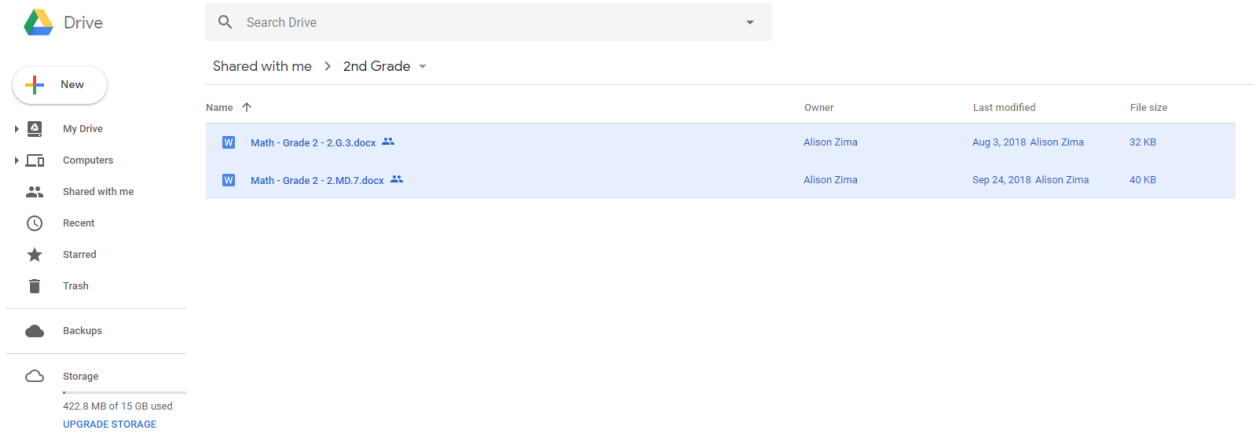 Drive
Search Drive
New
Shared with me > 2nd Grade
Name Owner Last modified File size
W Math - Grade 2 - 2.G.3.docx Alison Zima Aug 3, 2018 Alison Zima 32 KB
W Math - Grade 2 - 2.MD.7.docx Alison Zima Sep 24, 2018 Alison Zima 40 KB
My Drive
Computers
Shared with me
Recent
Starred
Trash
Backups
Storage
422.8 MB of 15 GB used
UPGRADE STORAGE